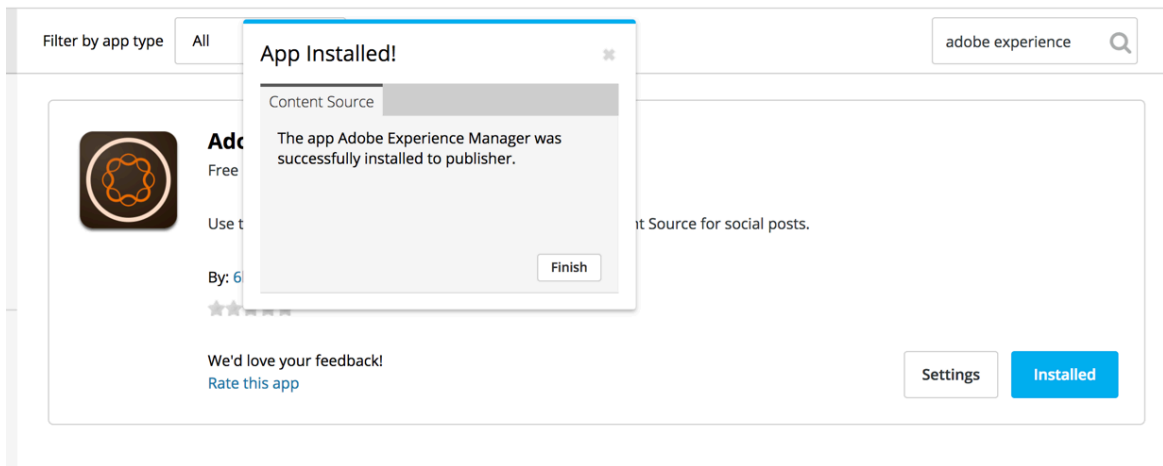 Filter by app type
All
adobe experience
App Installed!
Content Source
The app Adobe Experience Manager was
successfully installed to publisher.
Finish
Free
Use t
nt Source for social posts.
By: 6
We'd love your feedback!
Rate this app
Settings
Installed